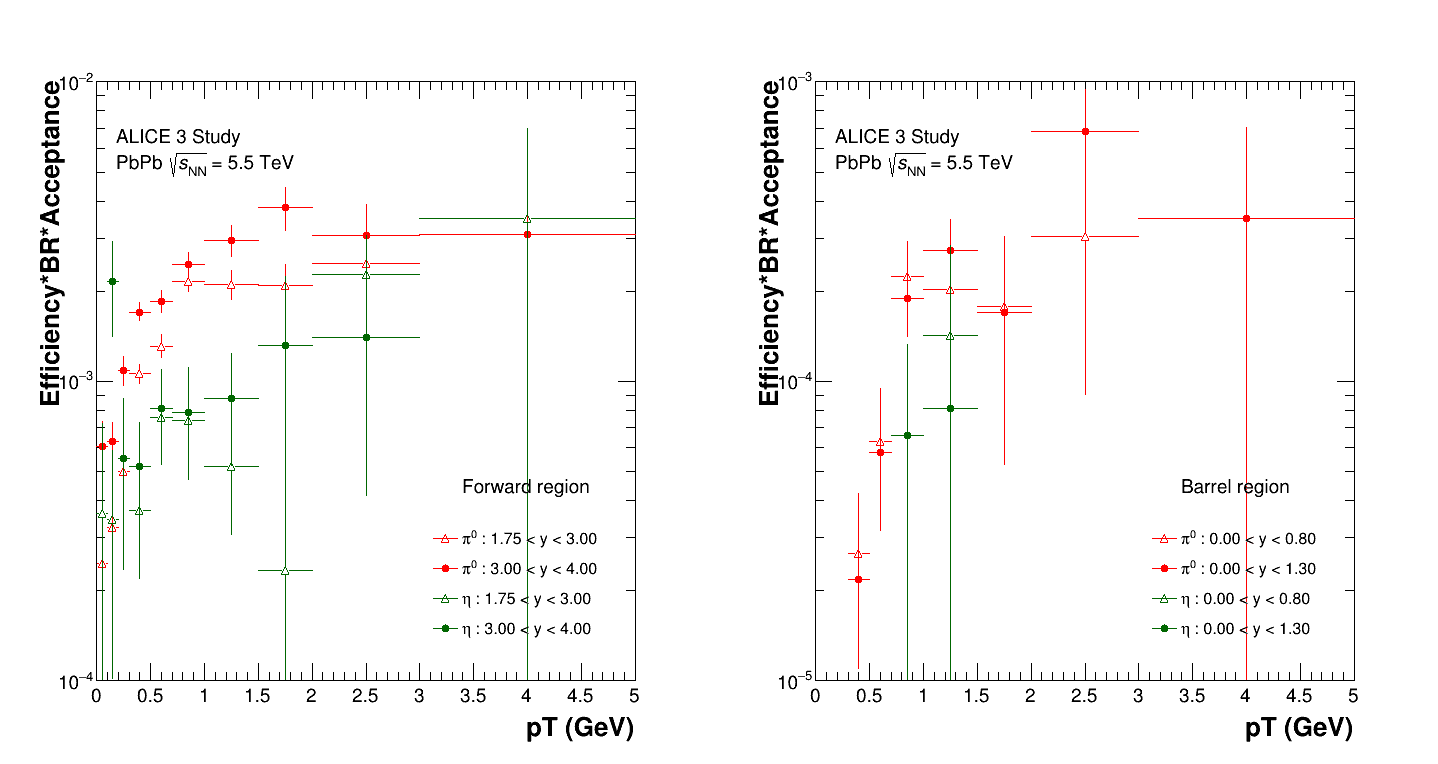 Efficiency*BR*Acceptance
10⁻²
10⁻³
10⁻⁴
ALICE 3 Study
PbPb √sNN = 5.5 TeV
Forward region
π⁰ : 1.75 < y < 3.00
π⁰ : 3.00 < y < 4.00
η : 1.75 < y < 3.00
η : 3.00 < y < 4.00
0 0.5 1 1.5 2 2.5 3 3.5 4 4.5 5
pT (GeV)
Efficiency*BR*Acceptance
10⁻³
10⁻⁴
10⁻⁵
ALICE 3 Study
PbPb √sNN = 5.5 TeV
Barrel region
π⁰ : 0.00 < y < 0.80
π⁰ : 0.00 < y < 1.30
η : 0.00 < y < 0.80
η : 0.00 < y < 1.30
0 0.5 1 1.5 2 2.5 3 3.5 4 4.5 5
pT (GeV)